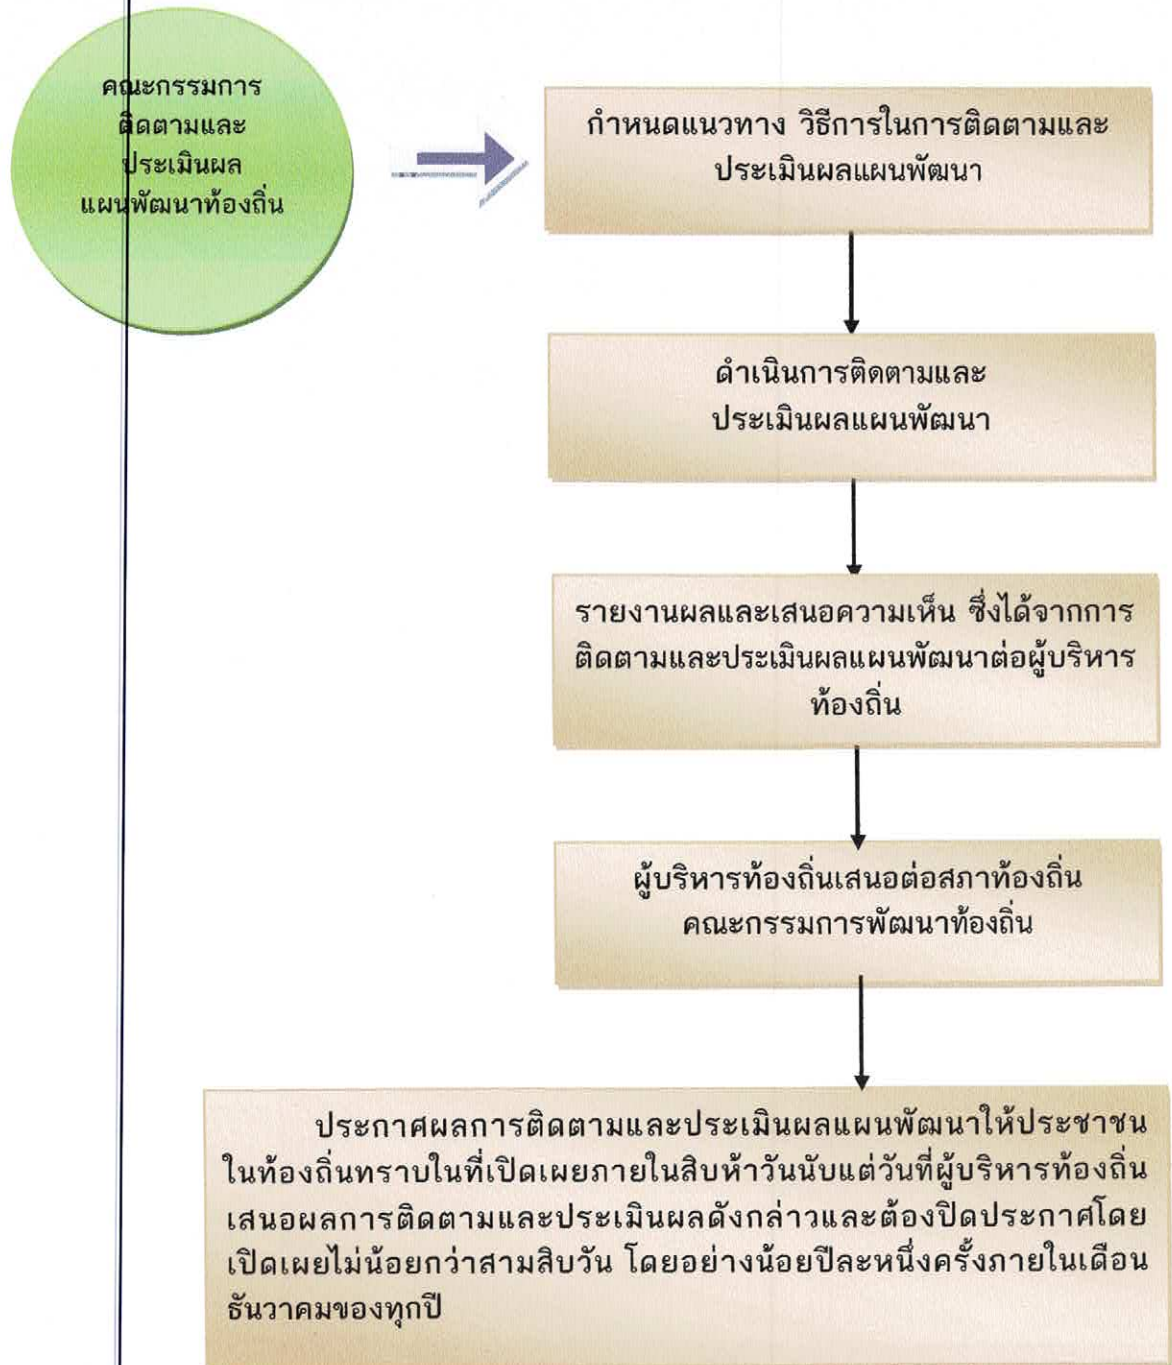 คณะกรรมการ
ติดตามและ
ประเมินผล
แผนพัฒนาท้องถิ่น
กำหนดแนวทาง วิธีการในการติดตามและ
ประเมินผลแผนพัฒนา
ดำเนินการติดตามและ
ประเมินผลแผนพัฒนา
รายงานผลและเสนอความเห็น ซึ่งได้จากการ
ติดตามและประเมินผลแผนพัฒนาต่อผู้บริหาร
ท้องถิ่น
ผู้บริหารท้องถิ่นเสนอต่อสภาท้องถิ่น
คณะกรรมการพัฒนาท้องถิ่น
ประกาศผลการติดตามและประเมินผลแผนพัฒนาให้ประชาชน
ในท้องถิ่นทราบในที่เปิดเผยภายในสิบห้าวันนับแต่วันที่ผู้บริหารท้องถิ่น
เสนอผลการติดตามและประเมินผลดังกล่าวและต้องปิดประกาศโดย
เปิดเผยไม่น้อยกว่าสามสิบวัน โดยอย่างน้อยปีละหนึ่งครั้งภายในเดือน
ธันวาคมของทุกปี